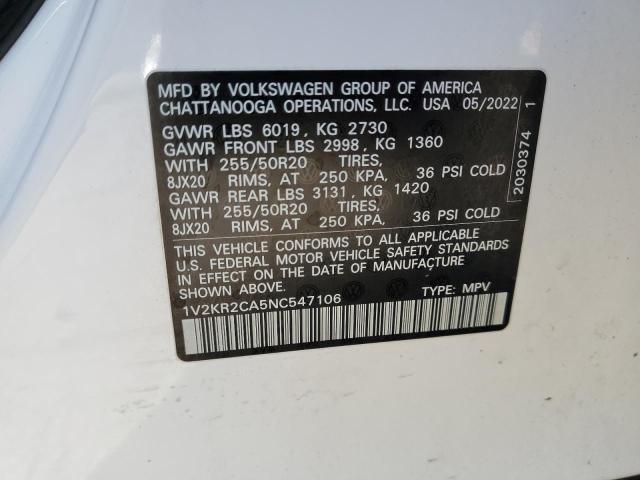 MFD BY VOLKSWAGEN GROUP OF AMERICA
CHATTANOOGA OPERATIONS, LLC. USA 05/2022
GVWR LBS 6019, KG 2730
GAWR FRONT LBS 2998, KG 1360
WITH 255/50R20 TIRES,
8JX20 RIMS, AT 250 KPA, 36 PSI COLD
GAWR REAR LBS 3131, KG 1420
WITH 255/50R20 TIRES,
8JX20 RIMS, AT 250 KPA, 36 PSI COLD
THIS VEHICLE CONFORMS TO ALL APPLICABLE
U.S. FEDERAL MOTOR VEHICLE SAFETY STANDARDS
IN EFFECT ON THE DATE OF MANUFACTURE
SHOWN ABOVE.
1V2KR2CA5NC547106 TYPE: MPV
2030374 1